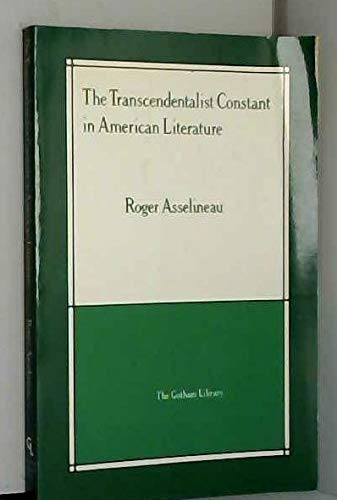 The Transcendentalist Constant
in American Literature
Roger Asselineau
The Gotham Library